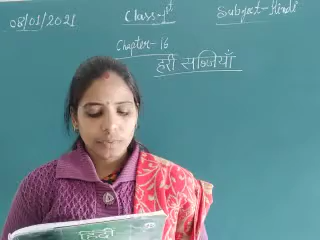 08/01/2021 Class-1st Subject-Hindi
Chapter-16
हरी सब्ज़ियाँ
हिंदी